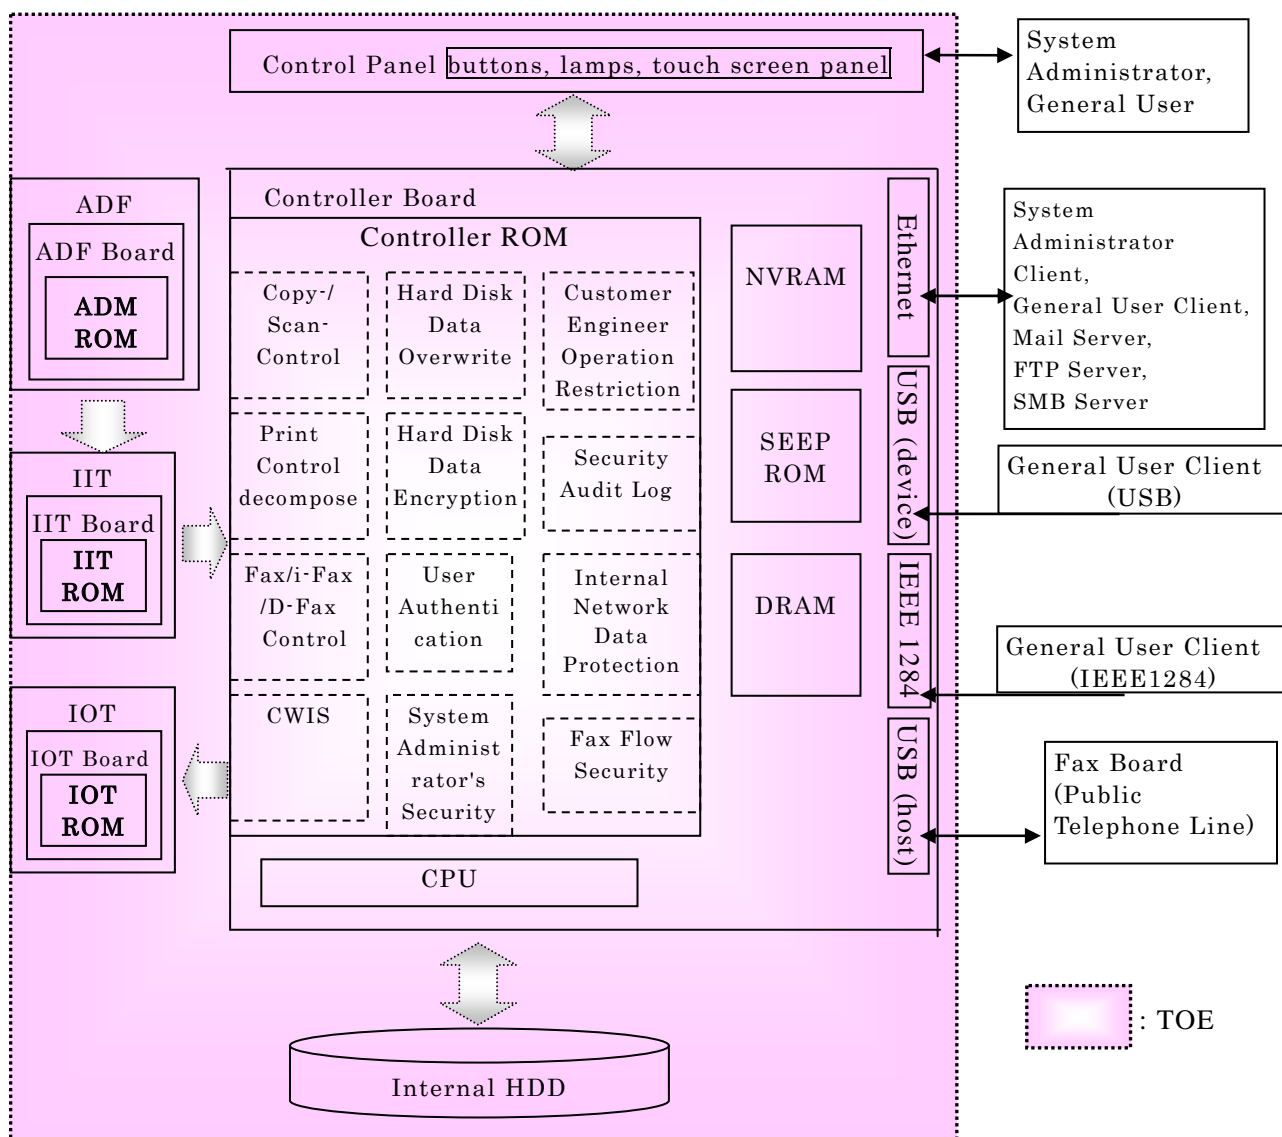 Control Panel buttons, lamps, touch screen panel
System
Administrator,
General User
ADF
ADF Board
ADM
ROM
IIT
IIT Board
IIT
ROM
IOT
IOT Board
IOT
ROM
Controller Board
Controller ROM
Copy-/
Scan-
Control
Hard Disk
Data
Overwrite
Customer
Engineer
Operation
Restriction
Print
Control
decompose
Hard Disk
Data
Encryption
Security
Audit Log
Fax/i-Fax
/D-Fax
Control
User
Authenti
cation
Internal
Network
Data
Protection
CWIS
System
Administ
rator's
Security
Fax Flow
Security
NVRAM
SEEP
ROM
DRAM
CPU
Ethernet
USB (device)
IEEE 1284
USB (host)
System
Administrator
Client,
General User Client,
Mail Server,
FTP Server,
SMB Server
General User Client
(USB)
General User Client
(IEEE1284)
Fax Board
(Public
Telephone Line)
Internal HDD
: TOE